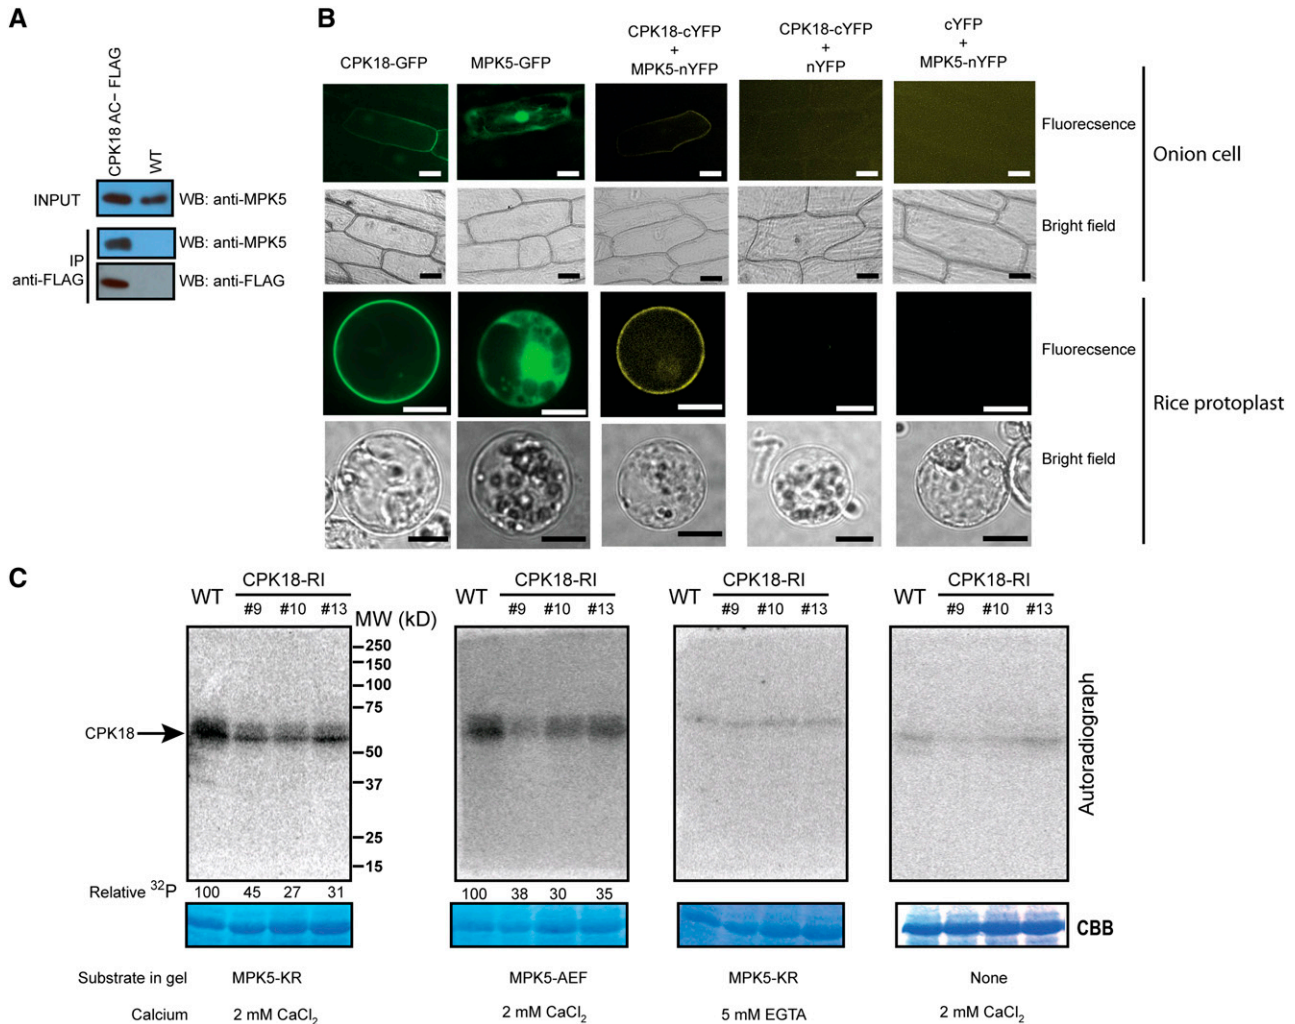 A
CPK18 AC– FLAG
WT
INPUT
WB: anti-MPK5
IP
anti-FLAG
WB: anti-MPK5
WB: anti-FLAG
B
CPK18-GFP
MPK5-GFP
CPK18-cYFP
+
MPK5-nYFP
CPK18-cYFP
+
nYFP
cYFP
+
MPK5-nYFP
Fluorecsence
Bright field
Onion cell
Fluorecsence
Bright field
Rice protoplast
C
WT
CPK18-RI
#9 #10 #13
WT
CPK18-RI
#9 #10 #13
WT
CPK18-RI
#9 #10 #13
WT
CPK18-RI
#9 #10 #13
MW (kD)
250
150
100
75
50
37
25
15
CPK18
Autoradiograph
Relative ³²P 100 45 27 31 100 38 30 35
CBB
Substrate in gel MPK5-KR MPK5-AEF MPK5-KR None
Calcium 2 mM CaCl₂ 2 mM CaCl₂ 5 mM EGTA 2 mM CaCl₂